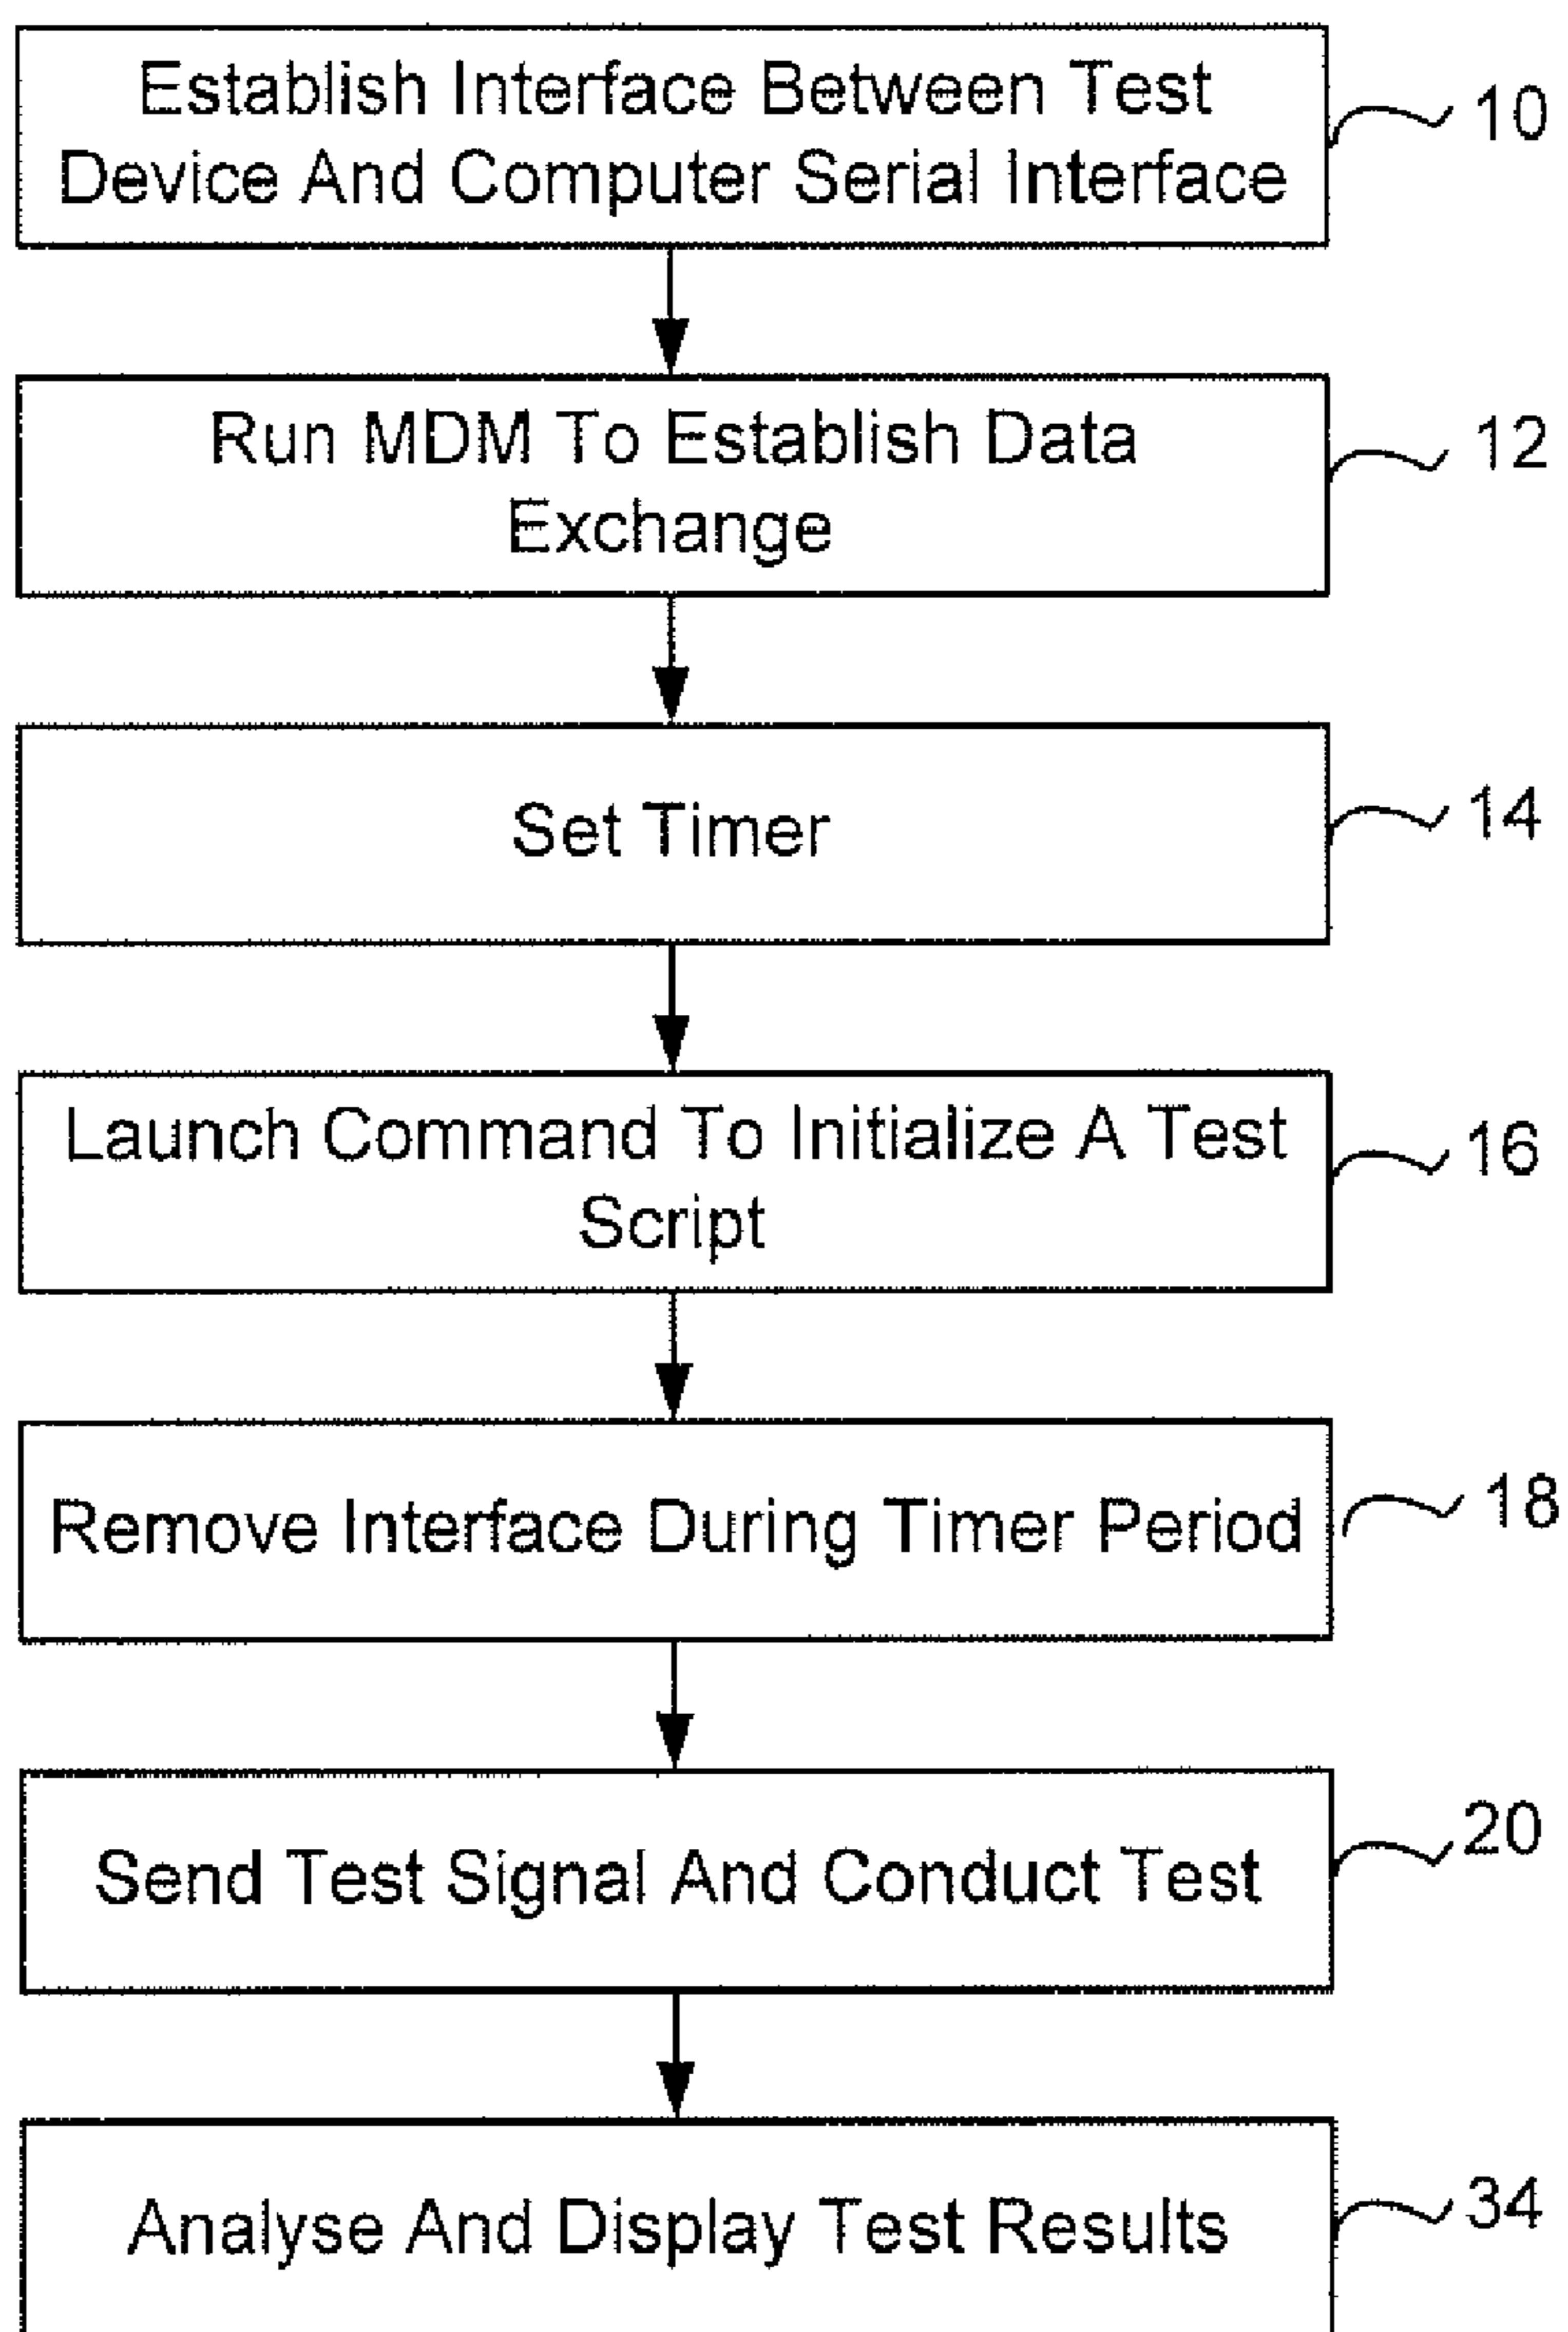 Establish Interface Between Test
Device And Computer Serial Interface
10
Run MDM To Establish Data
Exchange
12
Set Timer
14
Launch Command To Initialize A Test
Script
16
Remove Interface During Timer Period
18
Send Test Signal And Conduct Test
20
Analyse And Display Test Results
34